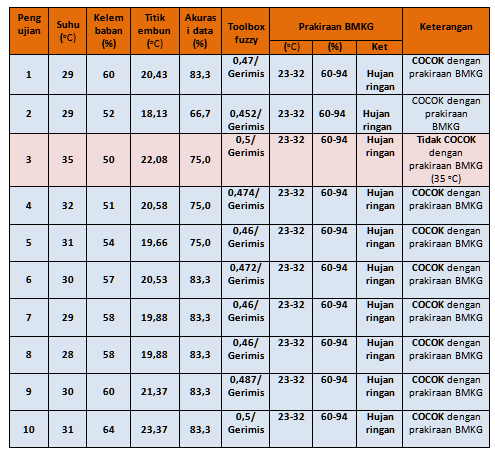 Peng ujian Suhu (°C) Kelem baban (%) Titik embun (°C) Akuras i data (%) Toolbox fuzzy Prakiraan BMKG Keterangan
(°C) (%) Ket
1 29 60 20,43 83,3 0,47/ Gerimis 23-32 60-94 Hujan ringan COCOK dengan prakiraan BMKG
2 29 52 18,13 66,7 0,452/ Gerimis 23-32 60-94 Hujan ringan COCOK dengan prakiraan BMKG
3 35 50 22,08 75,0 0,5/ Gerimis 23-32 60-94 Hujan ringan Tidak COCOK dengan prakiraan BMKG (35 °C)
4 32 51 20,58 75,0 0,474/ Gerimis 23-32 60-94 Hujan ringan COCOK dengan prakiraan BMKG
5 31 54 19,66 75,0 0,46/ Gerimis 23-32 60-94 Hujan ringan COCOK dengan prakiraan BMKG
6 30 57 20,53 83,3 0,472/ Gerimis 23-32 60-94 Hujan ringan COCOK dengan prakiraan BMKG
7 29 58 19,88 83,3 0,46/ Gerimis 23-32 60-94 Hujan ringan COCOK dengan prakiraan BMKG
8 28 58 19,88 83,3 0,46/ Gerimis 23-32 60-94 Hujan ringan COCOK dengan prakiraan BMKG
9 30 60 21,37 83,3 0,487/ Gerimis 23-32 60-94 Hujan ringan COCOK dengan prakiraan BMKG
10 31 64 23,37 83,3 0,5/ Gerimis 23-32 60-94 Hujan ringan COCOK dengan prakiraan BMKG